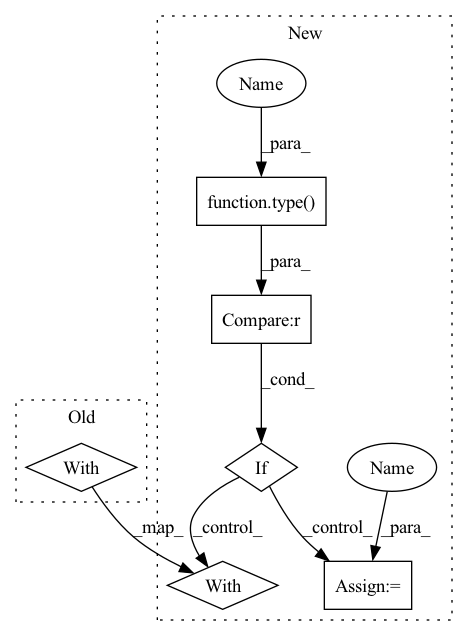 New
Name
_para_
function.type()
_para_
Compare:r
_cond_
Old
With
If
Name
_map_
_control_
_control_
_para_
With
Assign:=